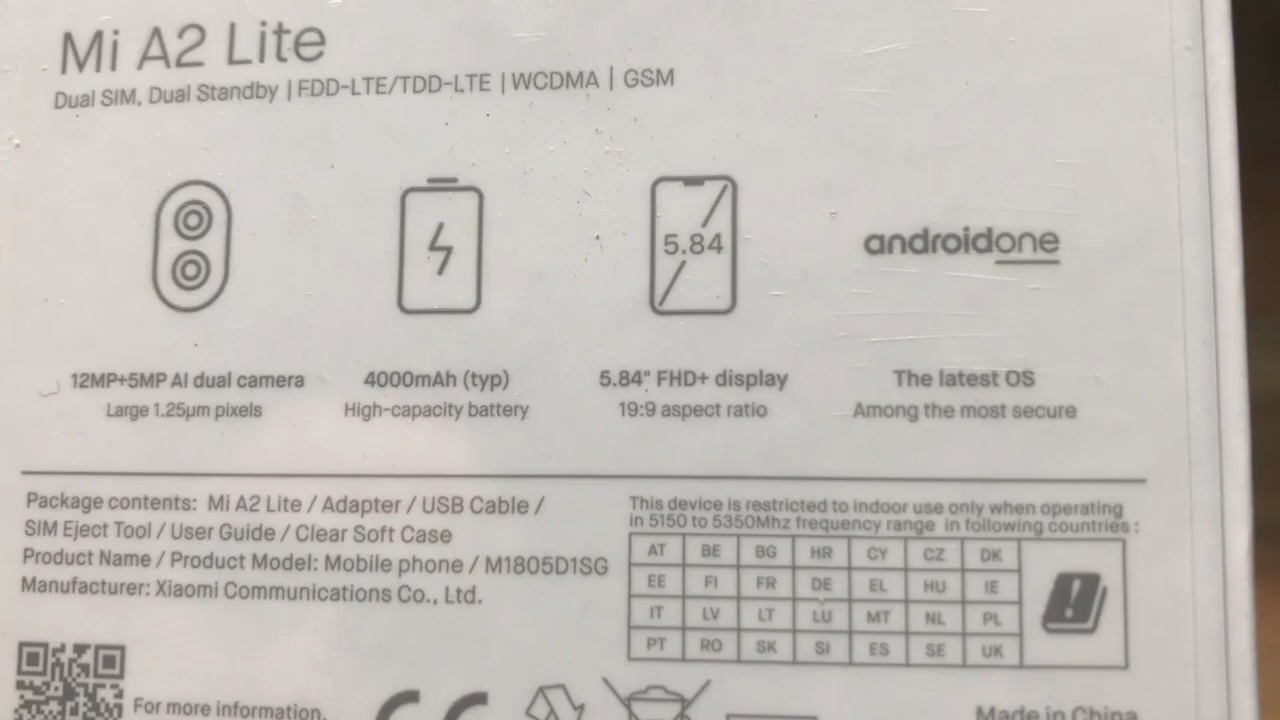 Mi A2 Lite
Dual SIM, Dual Standby | FDD-LTE/TDD-LTE | WCDMA | GSM
5.84
androidone
12MP+5MP AI dual camera
Large 1.25µm pixels
4000mAh (typ)
High-capacity battery
5.84" FHD+ display
19:9 aspect ratio
The latest OS
Among the most secure
Package contents: Mi A2 Lite / Adapter / USB Cable /
SIM Eject Tool / User Guide / Clear Soft Case
Product Name / Product Model: Mobile phone / M1805D1SG
Manufacturer: Xiaomi Communications Co., Ltd.
This device is restricted to indoor use only when operating
in 5150 to 5350Mhz frequency range in following countries :
AT BE BG HR CY CZ DK
EE FI FR DE EL HU IE
IT LV LT LU MT NL PL
PT RO SK SI ES SE UK
!
For more information,
CE
Made in China